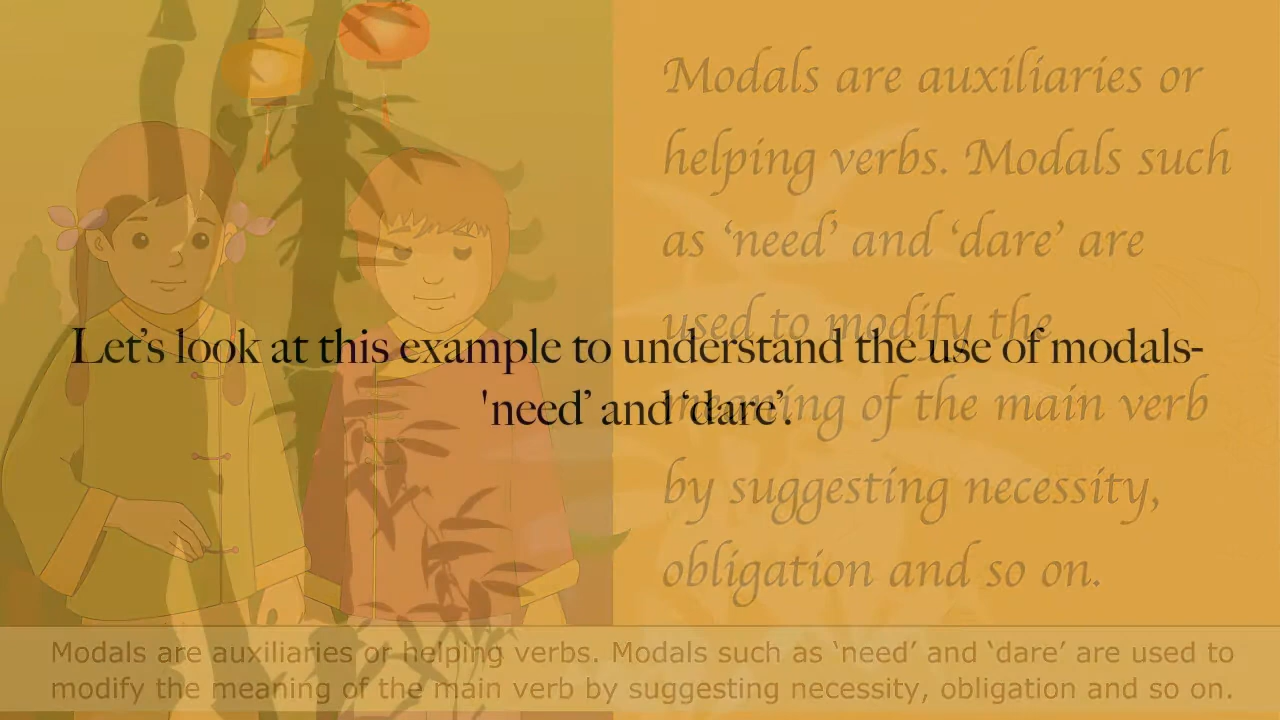 Modals are auxiliaries or
helping verbs. Modals such
as ‘need’ and ‘dare’ are
used to modify the
meaning of the main verb
by suggesting necessity,
obligation and so on.
Let’s look at this example to understand the use of modals-
'need’ and ‘dare’.
Modals are auxiliaries or helping verbs. Modals such as ‘need’ and ‘dare’ are used to
modify the meaning of the main verb by suggesting necessity, obligation and so on.